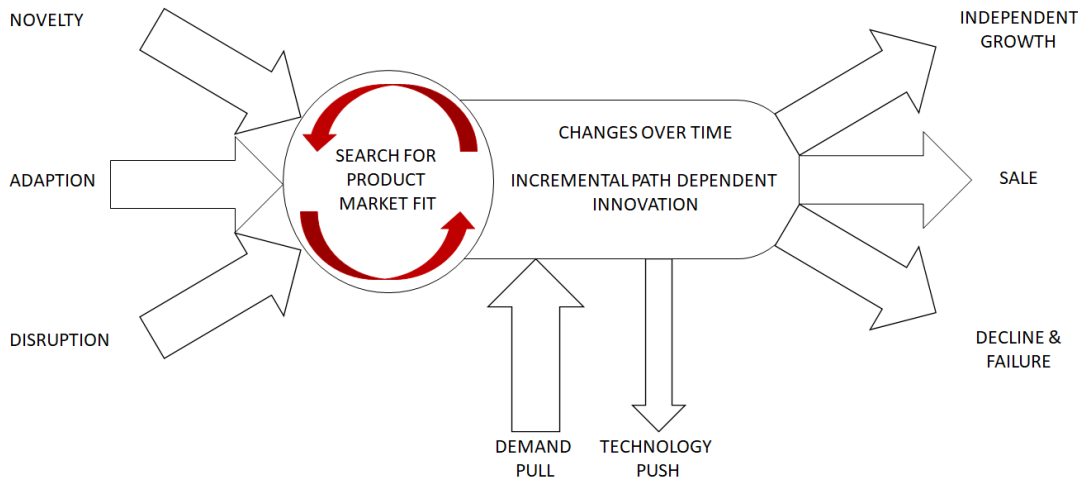 NOVELTY
ADAPTION
DISRUPTION
SEARCH FOR
PRODUCT
MARKET FIT
CHANGES OVER TIME
INCREMENTAL PATH DEPENDENT
INNOVATION
DEMAND
PULL
TECHNOLOGY
PUSH
INDEPENDENT
GROWTH
SALE
DECLINE &
FAILURE